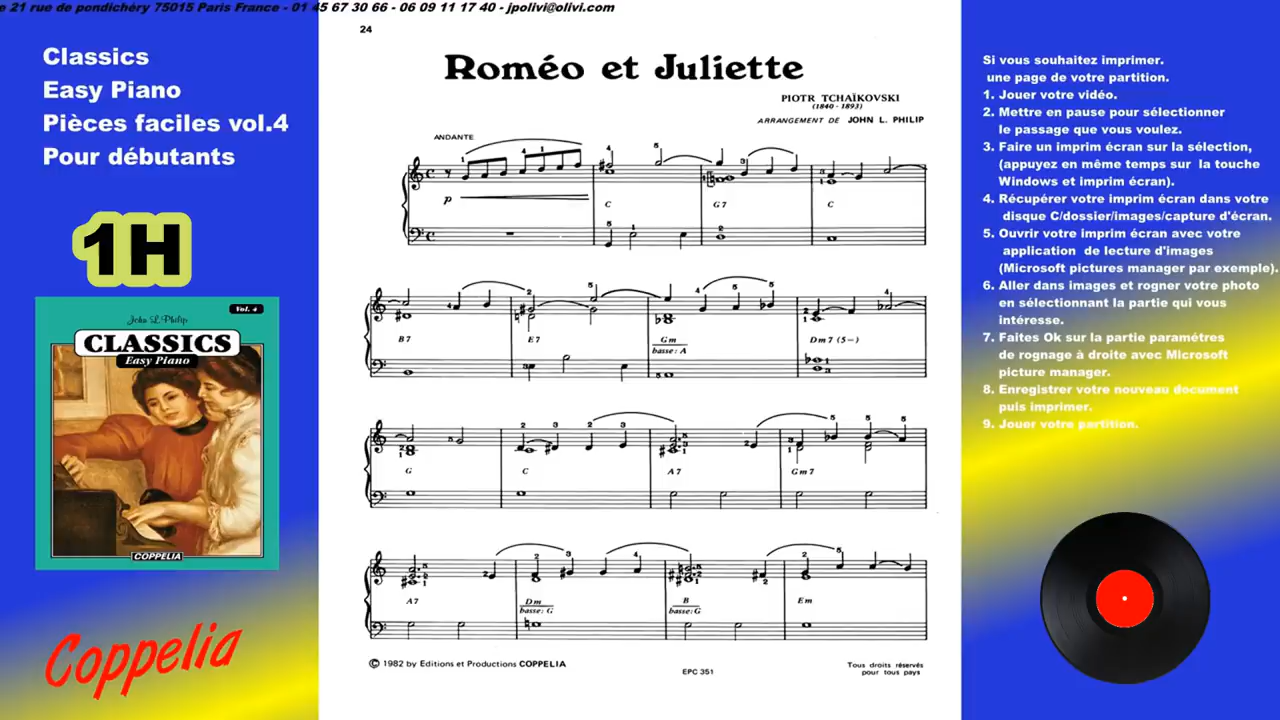 e 21 rue de pondichéry 75015 Paris France - 01 45 67 30 66 - 06 09 11 17 40 - jpolivi@olivi.com
Classics
Easy Piano
Pièces faciles vol.4
Pour débutants
1H
Vol. 4
John L. Philip
CLASSICS
Easy Piano
COPPELIA
Coppelia
24
Roméo et Juliette
PIOTR TCHAÏKOVSKI
(1840 - 1893)
ARRANGEMENT DE JOHN L. PHILIP
ANDANTE
p
C G7 C
B7 E7 Gm Dm7 (5-)
basse: A
G C A7 Gm7
A7 Dm B Em
basse: G basse: G
© 1982 by Editions et Productions COPPELIA
EPC 351
Tous droits réservés
pour tous pays
Si vous souhaitez imprimer.
une page de votre partition.
1. Jouer votre vidéo.
2. Mettre en pause pour sélectionner
le passage que vous voulez.
3. Faire un imprim écran sur la sélection,
(appuyez en même temps sur la touche
Windows et imprim écran).
4. Récupérer votre imprim écran dans votre
disque C/dossier/images/capture d'écran.
5. Ouvrir votre imprim écran avec votre
application de lecture d'images
(Microsoft pictures manager par exemple).
6. Aller dans images et rogner votre photo
en sélectionnant la partie qui vous
intéresse.
7. Faites Ok sur la partie paramétres
de rognage à droite avec Microsoft
picture manager.
8. Enregistrer votre nouveau document
puis imprimer.
9. Jouer votre partition.